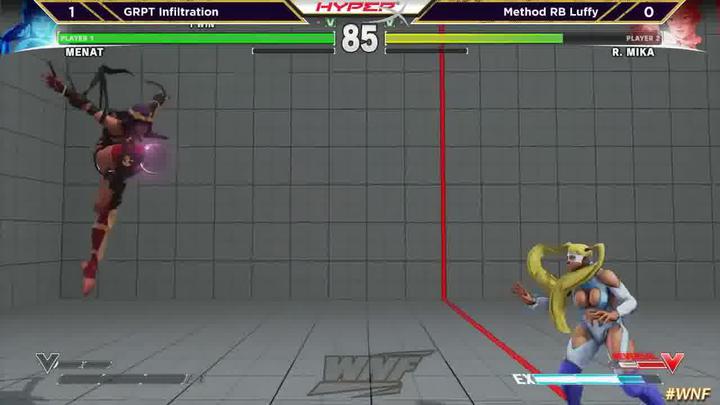 1 GRPT Infiltration HYPER Method RB Luffy 0
1 WIN
PLAYER 1 85 PLAYER 2
MENAT R. MIKA
V
WNF
REVERSAL V
EX
#WNF